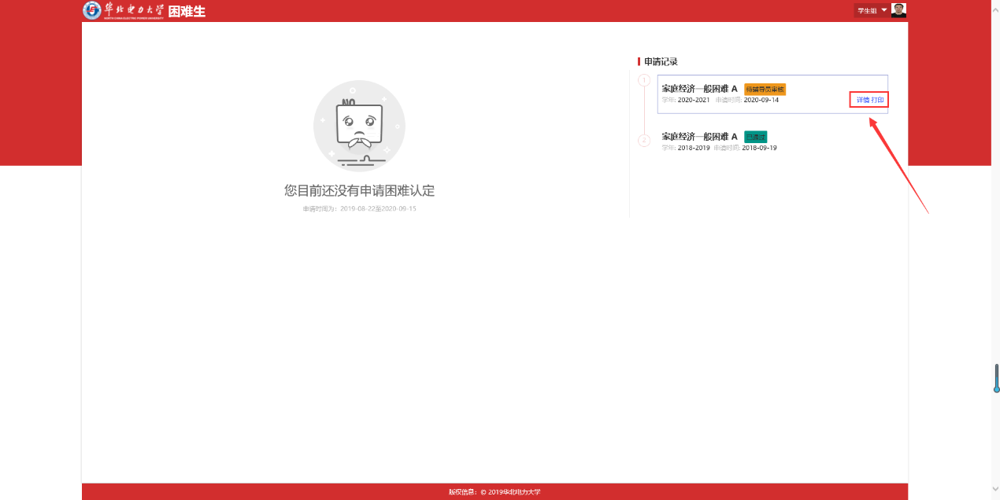 华北电力大学 困难生
NORTH CHINA ELECTRIC POWER UNIVERSITY
学生组
申请记录
1
家庭经济一般困难 A 待辅导员审核
学年: 2020-2021 申请时间: 2020-09-14
详情 打印
2
家庭经济一般困难 A 已通过
学年: 2018-2019 申请时间: 2018-09-19
NO
您目前还没有申请困难认定
申请时间为：2019-08-22至2020-09-15
版权信息：© 2019华北电力大学